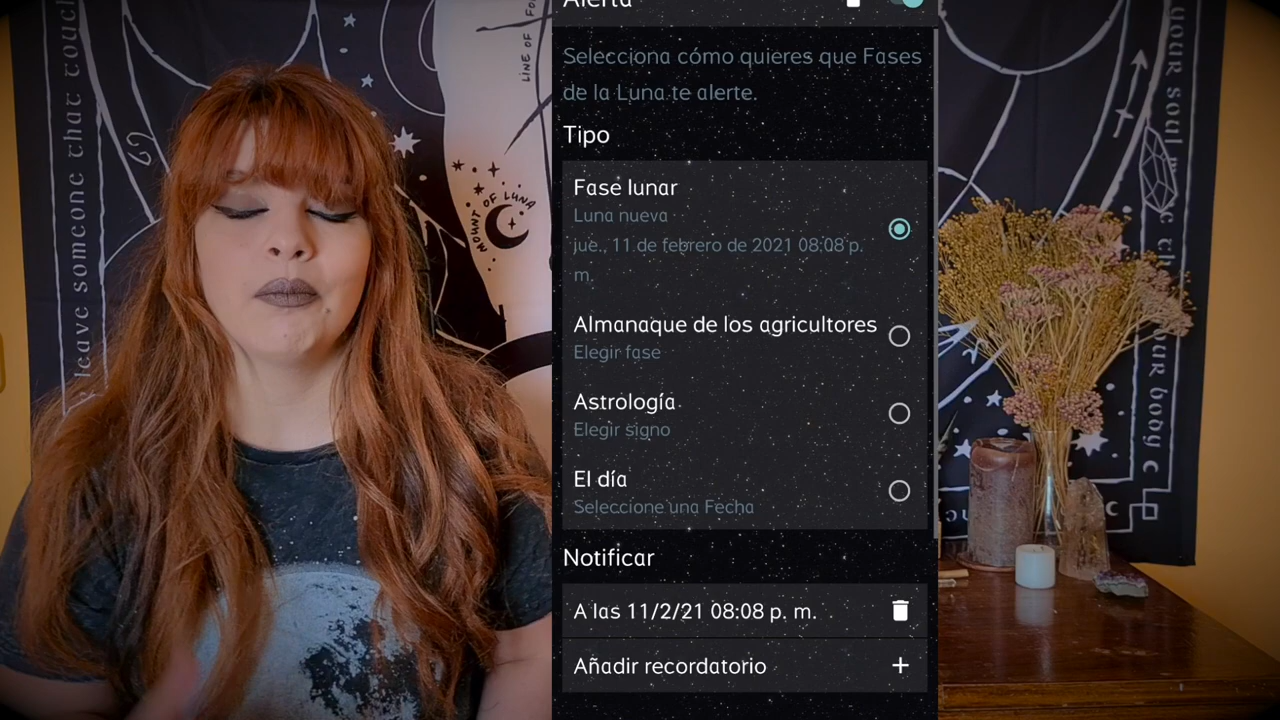 Alerta
Selecciona cómo quieres que Fases
de la Luna te alerte.
Tipo
Fase lunar
Luna nueva
jue., 11 de febrero de 2021 08:08 p.
m.
Almanaque de los agricultores
Elegir fase
Astrología
Elegir signo
El día
Seleccione una Fecha
Notificar
A las 11/2/21 08:08 p. m.
Añadir recordatorio
leave someone that touch
LINE OF
MOUNT OF LUNA
your soul
your body